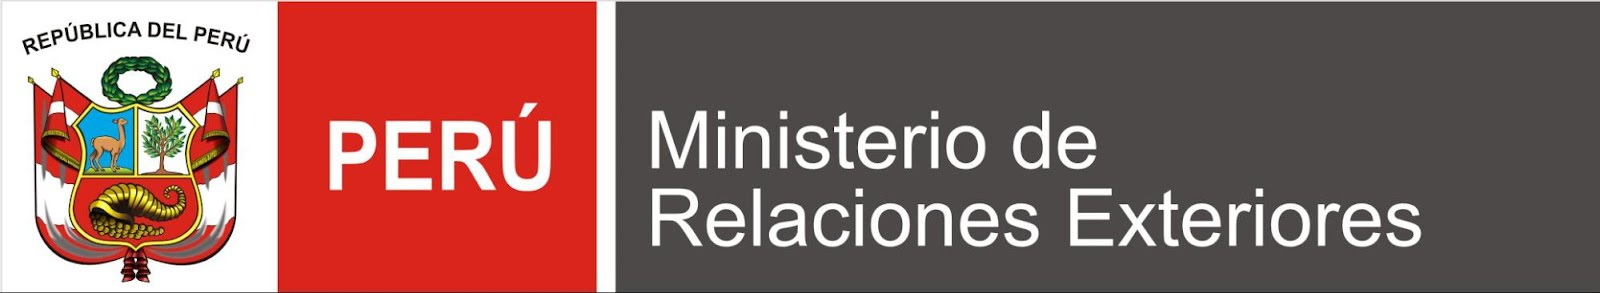 REPÚBLICA DEL PERÚ
PERÚ
Ministerio de
Relaciones Exteriores